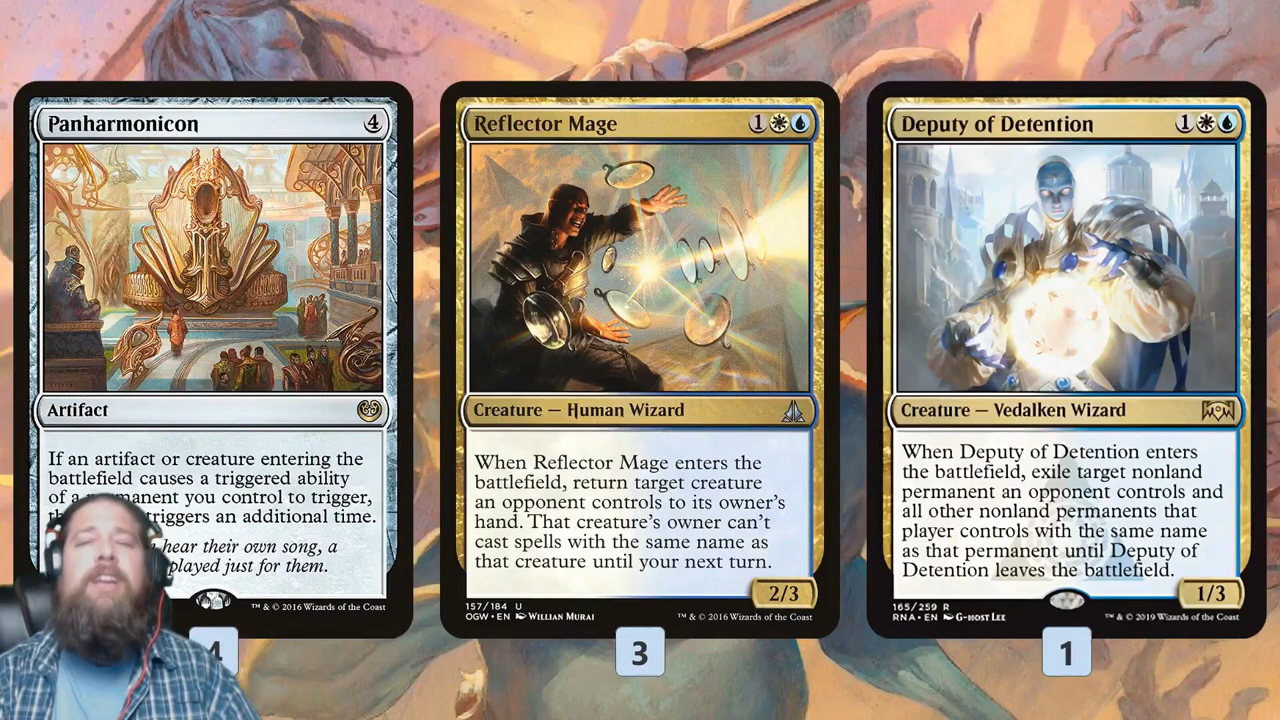 Panharmonicon 4
Artifact
If an artifact or creature entering the
battlefield causes a triggered ability
of a permanent you control to trigger,
triggers an additional time.
hear their own song, a
played just for them.
™ & © 2016 Wizards of the Coast
4
Reflector Mage 1
Creature — Human Wizard
When Reflector Mage enters the
battlefield, return target creature
an opponent controls to its owner's
hand. That creature's owner can't
cast spells with the same name as
that creature until your next turn.
2/3
157/184 U
OGW • EN Willian Murai
™ & © 2016 Wizards of the Coast
3
Deputy of Detention 1
Creature — Vedalken Wizard
When Deputy of Detention enters
the battlefield, exile target nonland
permanent an opponent controls and
all other nonland permanents that
player controls with the same name
as that permanent until Deputy of
Detention leaves the battlefield.
1/3
165/259 R
RNA • EN G-host Lee
™ & © 2019 Wizards of the Coast
1